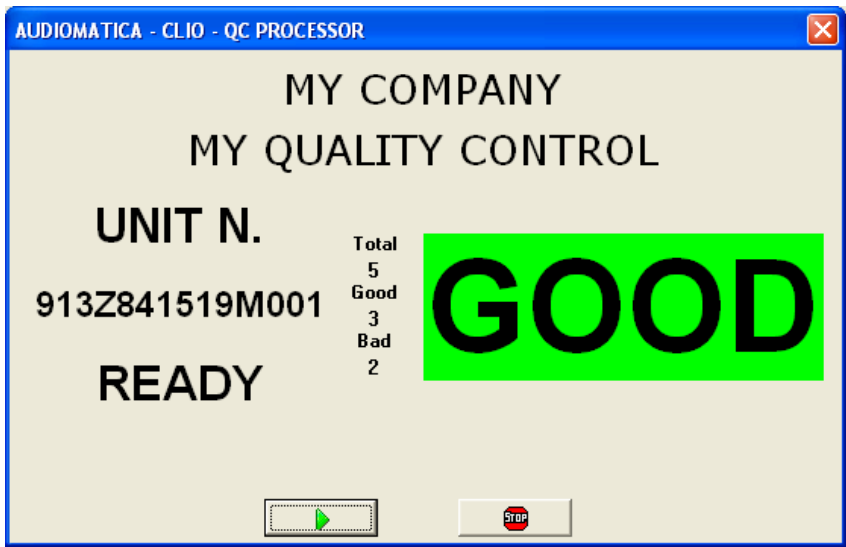 AUDIOMATICA - CLIO - QC PROCESSOR
MY COMPANY
MY QUALITY CONTROL
UNIT N.
913Z841519M001
READY
Total
5
Good
3
Bad
2
GOOD
STOP